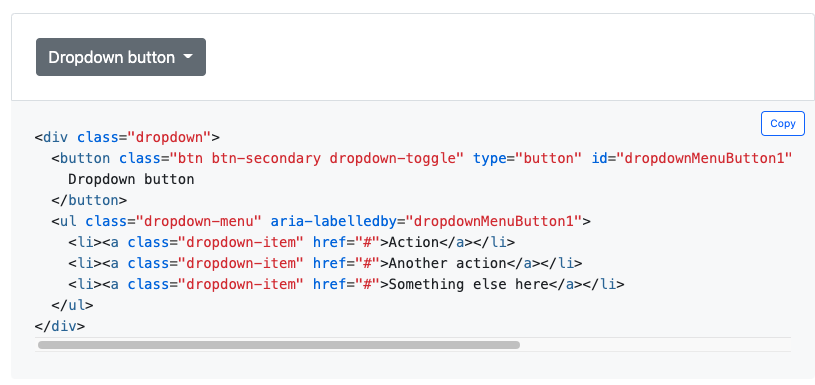 Dropdown button
Copy
<div class="dropdown">
  <button class="btn btn-secondary dropdown-toggle" type="button" id="dropdownMenuButton1"
    Dropdown button
  </button>
  <ul class="dropdown-menu" aria-labelledby="dropdownMenuButton1">
    <li><a class="dropdown-item" href="#">Action</a></li>
    <li><a class="dropdown-item" href="#">Another action</a></li>
    <li><a class="dropdown-item" href="#">Something else here</a></li>
  </ul>
</div>